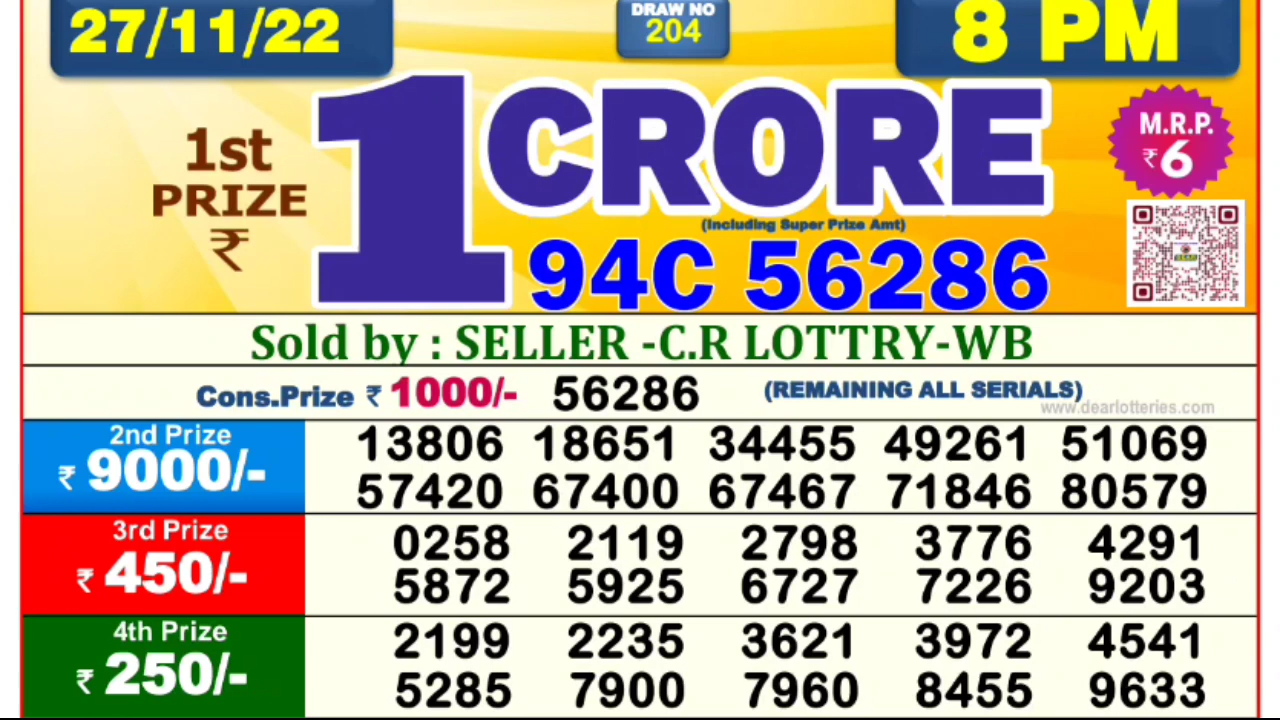 27/11/22
DRAW NO
204
8 PM
1st
PRIZE
₹
1 CRORE
(Including Super Prize Amt)
M.R.P.
₹6
94C 56286
Sold by : SELLER -C.R LOTTRY-WB
Cons.Prize ₹ 1000/- 56286 (REMAINING ALL SERIALS)
www.dearlotteries.com
2nd Prize
₹ 9000/-
13806 18651 34455 49261 51069
57420 67400 67467 71846 80579
3rd Prize
₹ 450/-
0258 2119 2798 3776 4291
5872 5925 6727 7226 9203
4th Prize
₹ 250/-
2199 2235 3621 3972 4541
5285 7900 7960 8455 9633